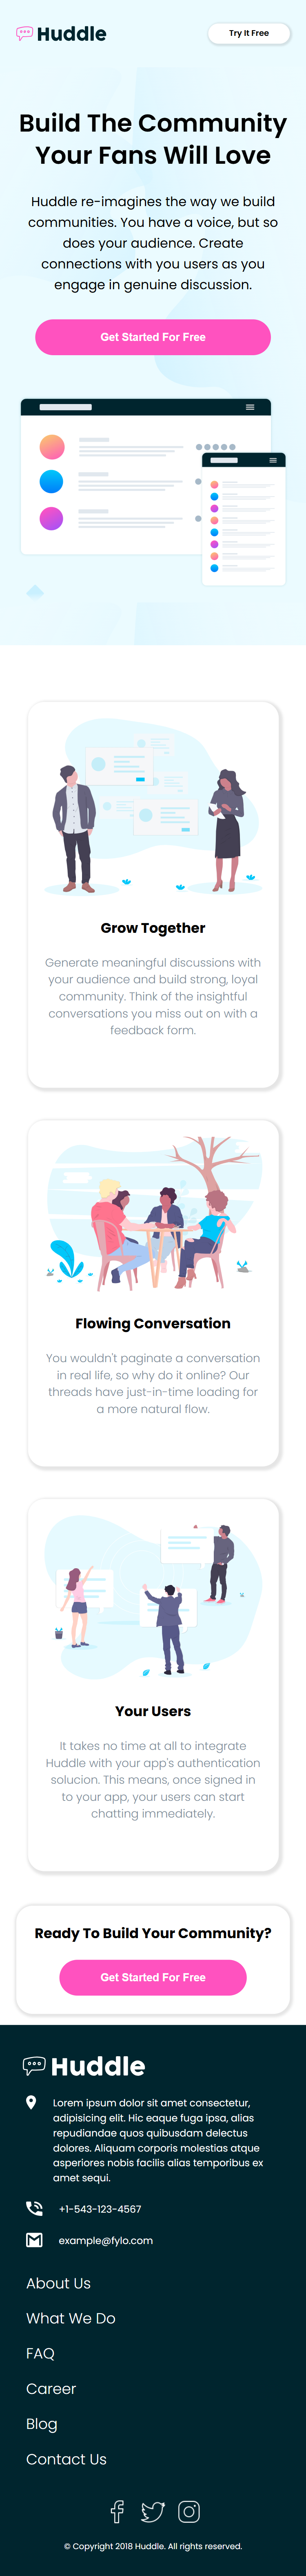 Huddle
Try It Free
Build The Community
Your Fans Will Love
Huddle re-imagines the way we build
communities. You have a voice, but so
does your audience. Create
connections with you users as you
engage in genuine discussion.
Get Started For Free
Grow Together
Generate meaningful discussions with
your audience and build strong, loyal
community. Think of the insightful
conversations you miss out on with a
feedback form.
Flowing Conversation
You wouldn't paginate a conversation
in real life, so why do it online? Our
threads have just-in-time loading for
a more natural flow.
Your Users
It takes no time at all to integrate
Huddle with your app's authentication
solucion. This means, once signed in
to your app, your users can start
chatting immediately.
Ready To Build Your Community?
Get Started For Free
Huddle
Lorem ipsum dolor sit amet consectetur,
adipisicing elit. Hic eaque fuga ipsa, alias
repudiandae quos quibusdam delectus
dolores. Aliquam corporis molestias atque
asperiores nobis facilis alias temporibus ex
amet sequi.
+1-543-123-4567
example@fylo.com
About Us
What We Do
FAQ
Career
Blog
Contact Us
© Copyright 2018 Huddle. All rights reserved.